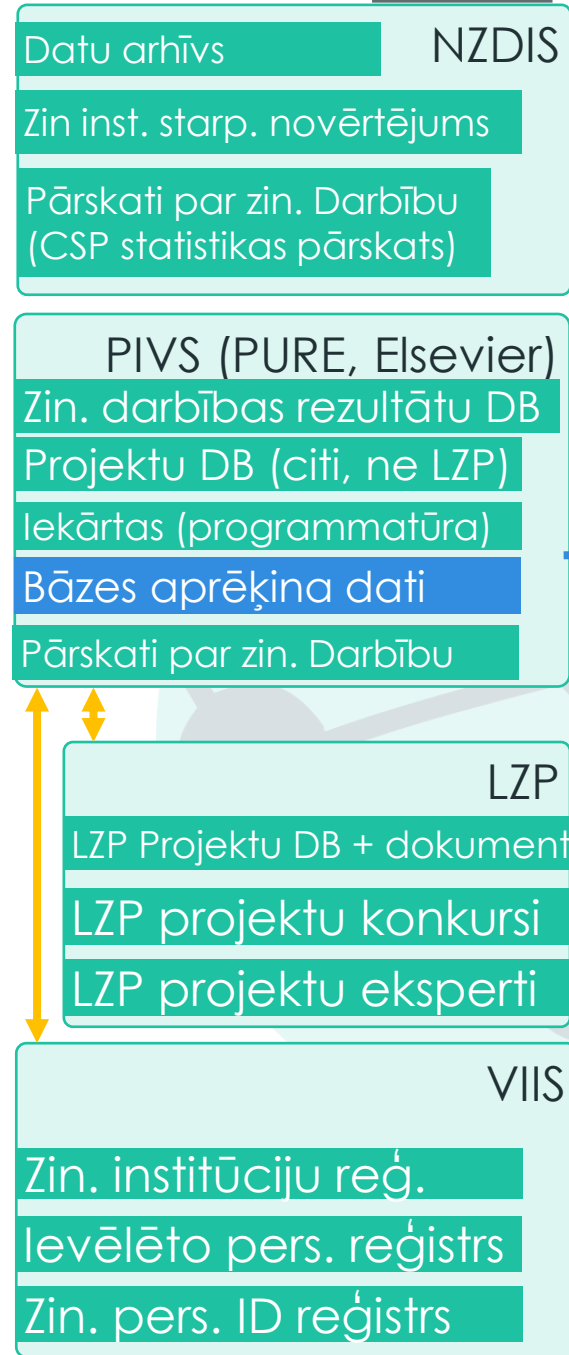 NZDIS
Datu arhīvs
Zin inst. starp. novērtējums
Pārskati par zin. Darbību
(CSP statistikas pārskats)
PIVS (PURE, Elsevier)
Zin. darbības rezultātu DB
Projektu DB (citi, ne LZP)
Iekārtas (programmatūra)
Bāzes aprēķina dati
Pārskati par zin. Darbību
LZP
LZP Projektu DB + dokument
LZP projektu konkursi
LZP projektu eksperti
VIIS
Zin. institūciju reģ.
Ievēlēto pers. reģistrs
Zin. pers. ID reģistrs